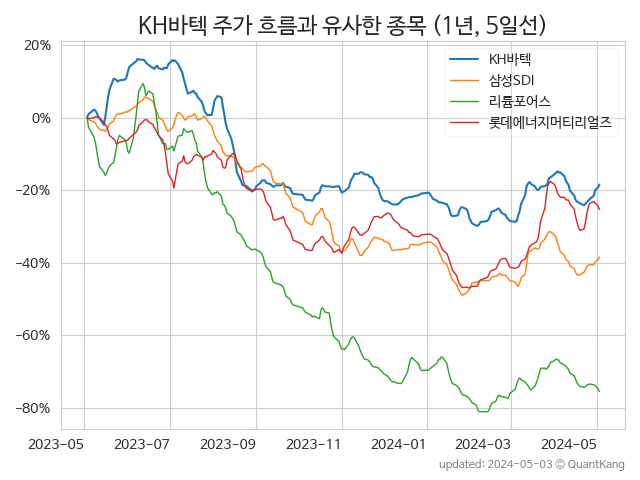 KH바텍 주가 흐름과 유사한 종목 (1년, 5일선)
20%
0%
−20%
−40%
−60%
−80%
KH바텍
삼성SDI
리튬포어스
롯데에너지머티리얼즈
2023-05
2023-07
2023-09
2023-11
2024-01
2024-03
2024-05
updated: 2024-05-03 © QuantKang